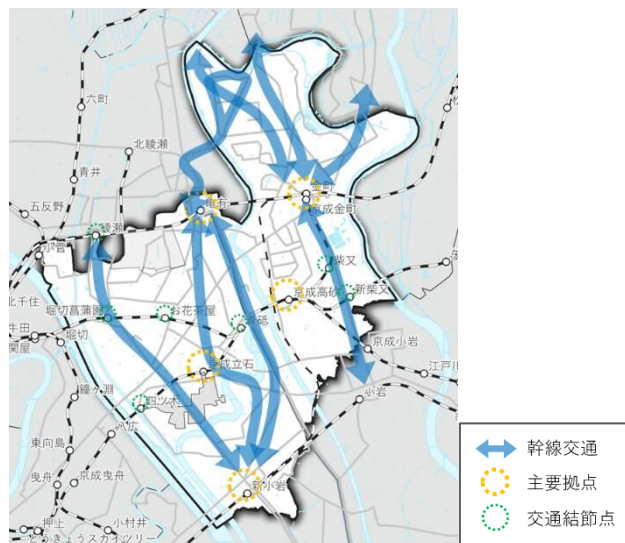 六町
北綾瀬
青井
五反野
綾瀬
小菅
亀有
金町
京成金町
柴又
新柴又
京成高砂
北千住
堀切菖蒲園
お花茶屋
青砥
牛田
関屋
堀切
京成小岩
江戸川
小岩
京成立石
鐘ヶ淵
四ツ木
八広
東向島
新小岩
曳舟
京成曳舟
押上
小村井
とうきょうスカイツリー
幹線交通
主要拠点
交通結節点